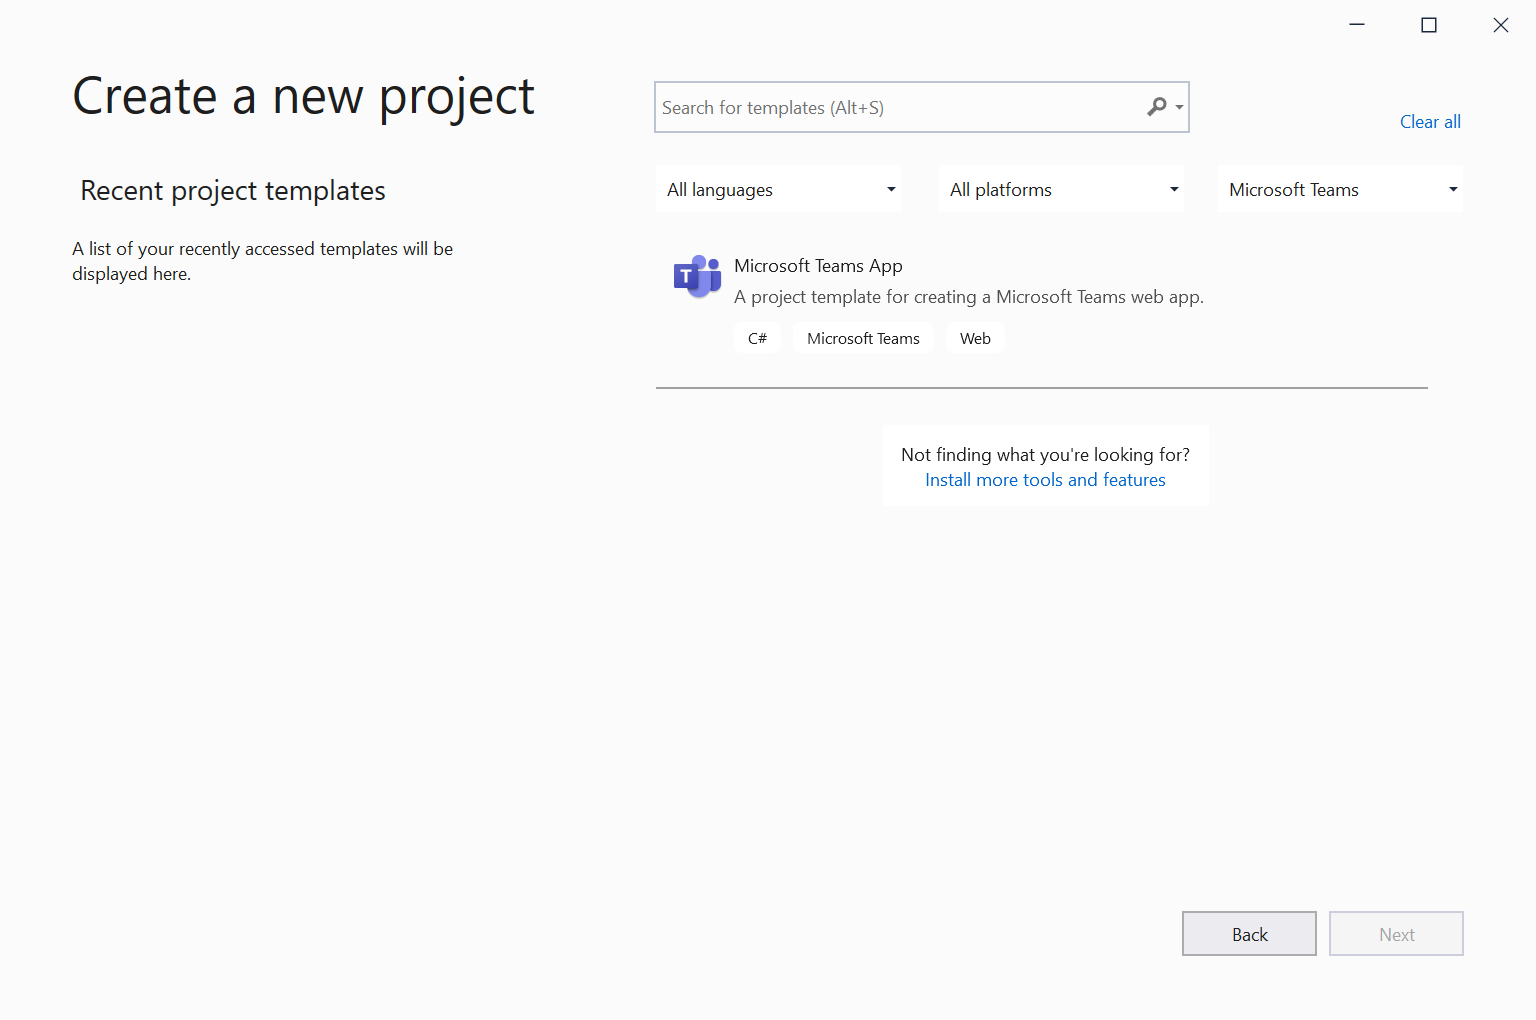 Create a new project
Search for templates (Alt+S)
Clear all
Recent project templates
All languages
All platforms
Microsoft Teams
A list of your recently accessed templates will be
displayed here.
T
Microsoft Teams App
A project template for creating a Microsoft Teams web app.
C#
Microsoft Teams
Web
Not finding what you're looking for?
Install more tools and features
Back
Next